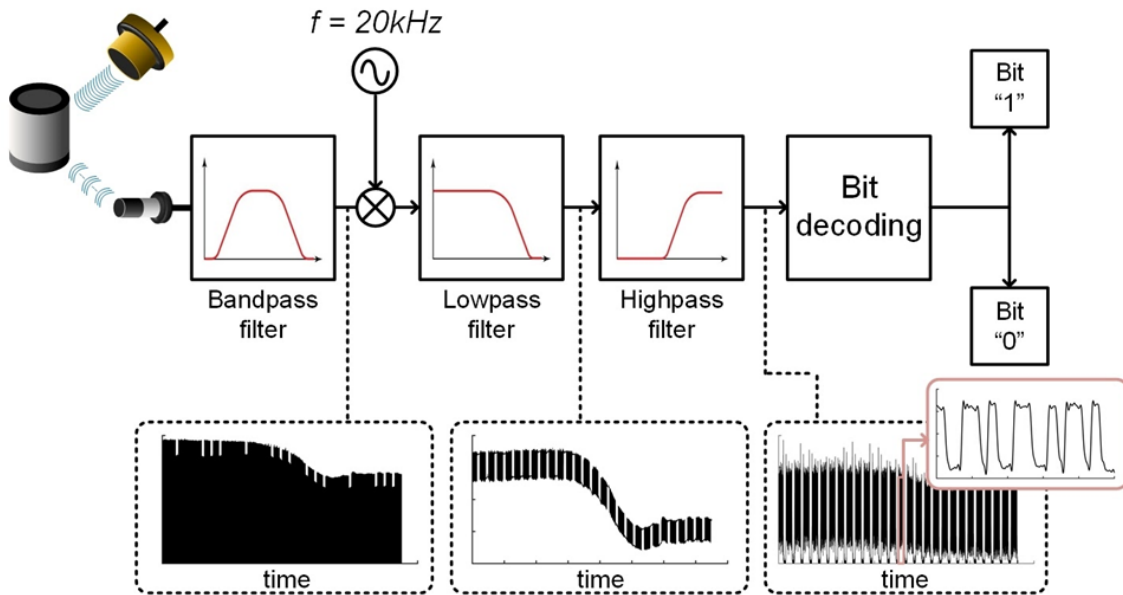 f = 20kHz
Bit
“1”
Bit
decoding
Bandpass
filter
Lowpass
filter
Highpass
filter
Bit
“0”
time
time
time